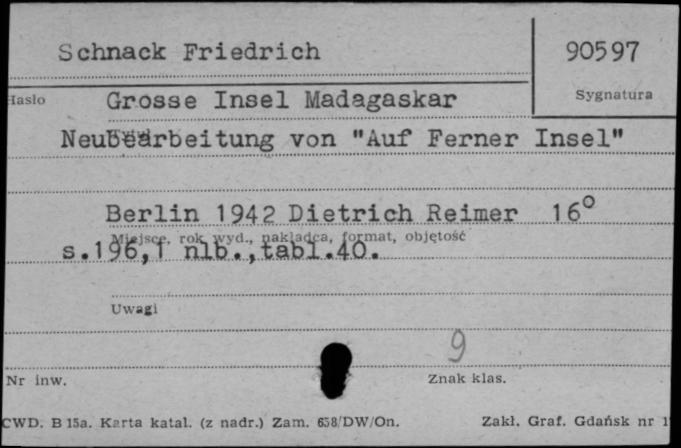 Schnack Friedrich
90597
Hasło
Grosse Insel Madagaskar
Sygnatura
Neubearbeitung von "Auf Ferner Insel"
Berlin 1942 Dietrich Reimer 16°
Miejsce, rok wyd., nakładca, format, objętość
s.196,1 nlb.,tabl.40.
Uwagi
9
Nr inw.
Znak klas.
CWD. B 15a. Karta katal. (z nadr.) Zam. 658/DW/On.
Zakł. Graf. Gdańsk nr 1